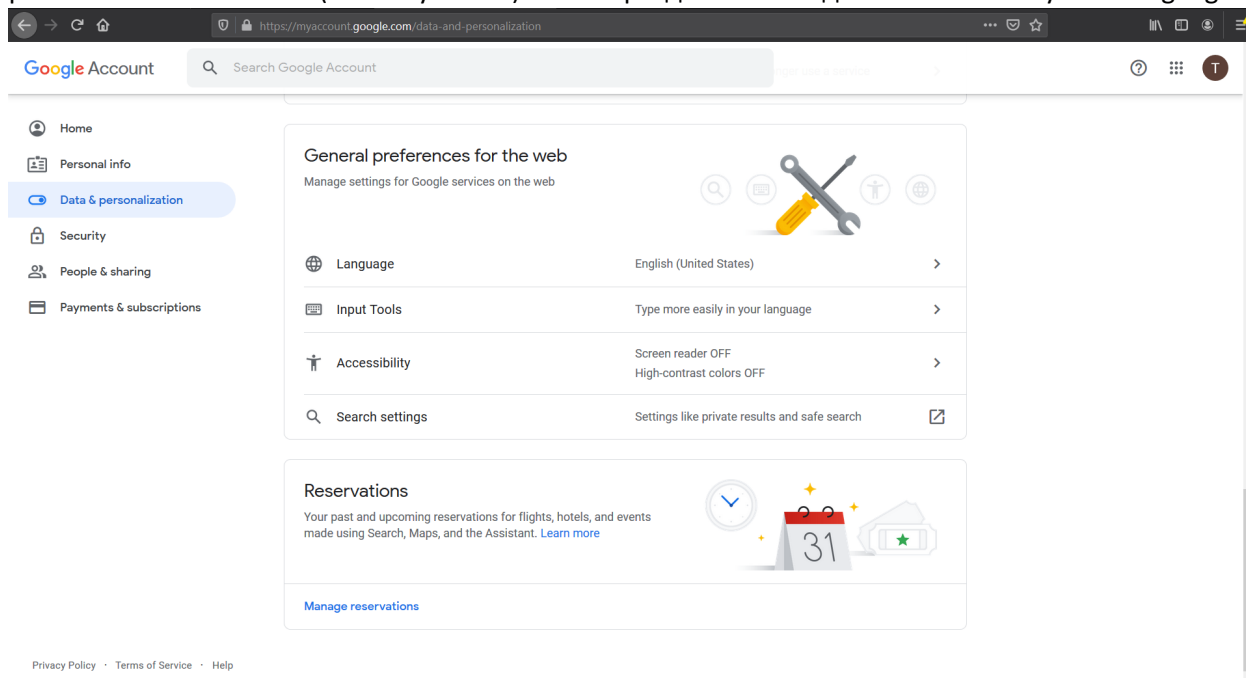 https://myaccount.google.com/data-and-personalization
Google Account
Search Google Account
T
Home
Personal info
Data & personalization
Security
People & sharing
Payments & subscriptions
General preferences for the web
Manage settings for Google services on the web
Language English (United States)
Input Tools Type more easily in your language
Accessibility Screen reader OFF
High-contrast colors OFF
Search settings Settings like private results and safe search
Reservations
Your past and upcoming reservations for flights, hotels, and events
made using Search, Maps, and the Assistant. Learn more
31
Manage reservations
Privacy Policy · Terms of Service · Help